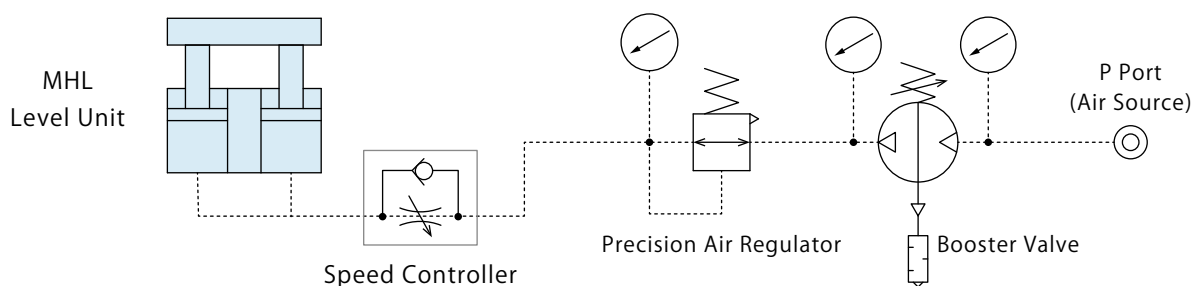 MHL
Level Unit
P Port
(Air Source)
Speed Controller
Precision Air Regulator
Booster Valve